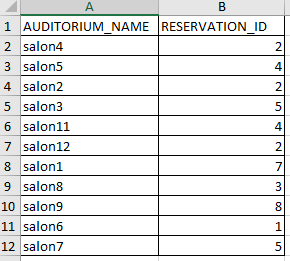 A B
1 AUDITORIUM_NAME RESERVATION_ID
2 salon4 2
3 salon5 4
4 salon2 2
5 salon3 5
6 salon11 4
7 salon12 2
8 salon1 7
9 salon8 3
10 salon9 8
11 salon6 1
12 salon7 5